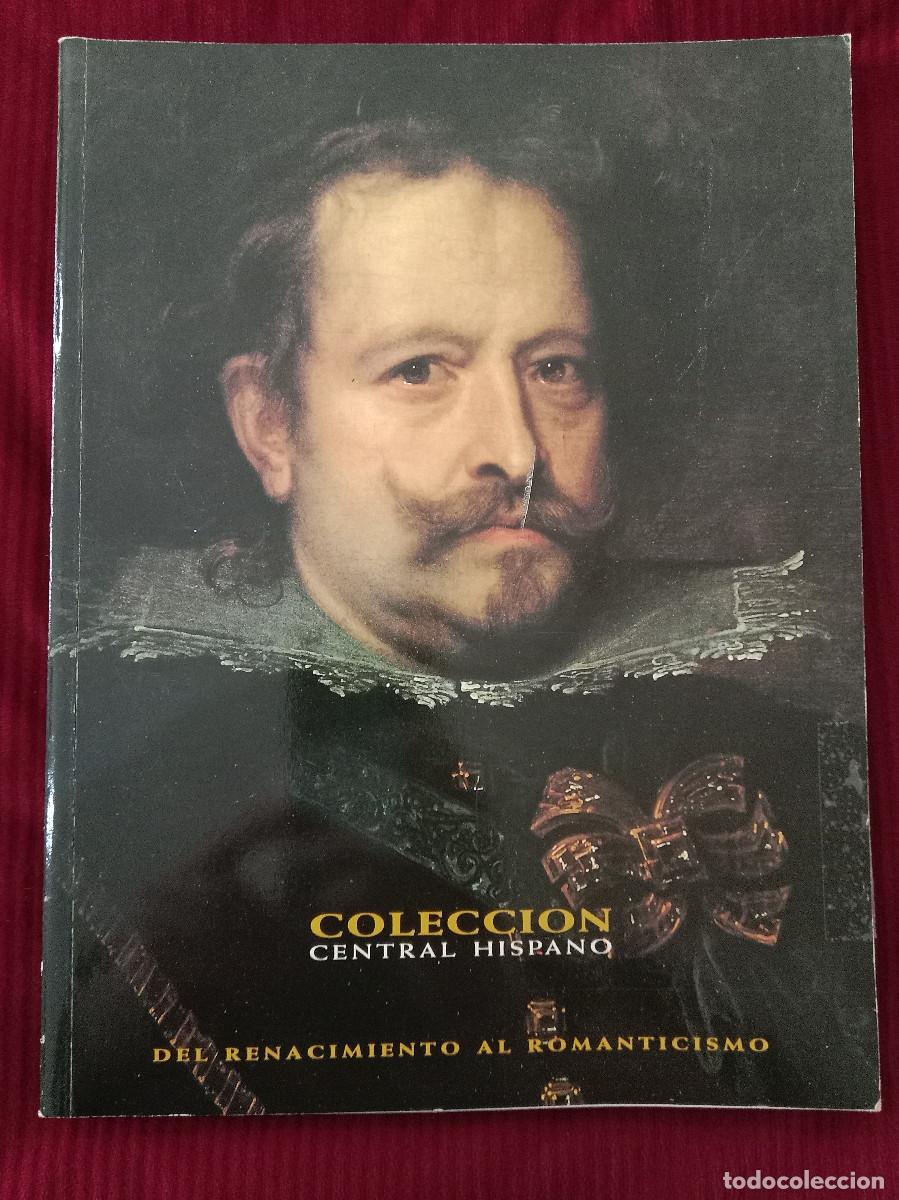 COLECCION
CENTRAL HISPANO
DEL RENACIMIENTO AL ROMANTICISMO
todocoleccion